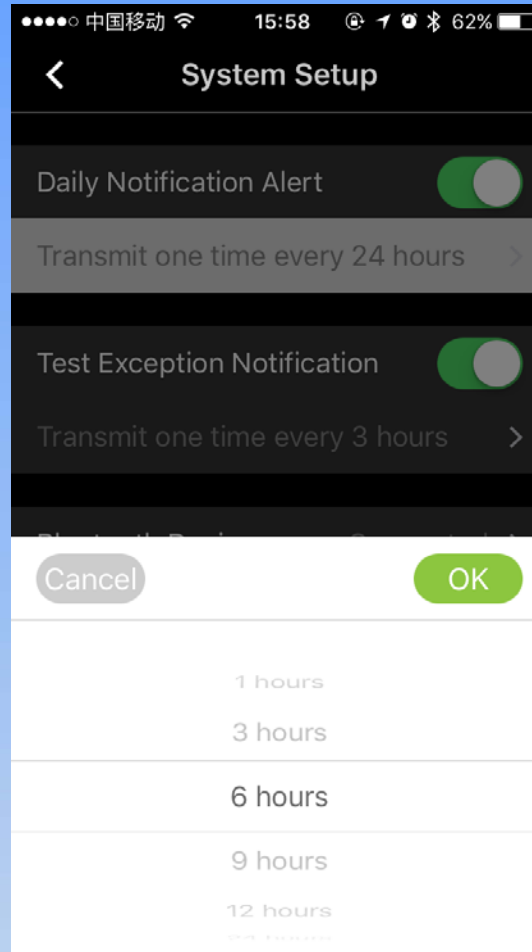 中国移动 15:58 62%
System Setup
Daily Notification Alert
Transmit one time every 24 hours
Test Exception Notification
Transmit one time every 3 hours
Cancel OK
1 hours
3 hours
6 hours
9 hours
12 hours